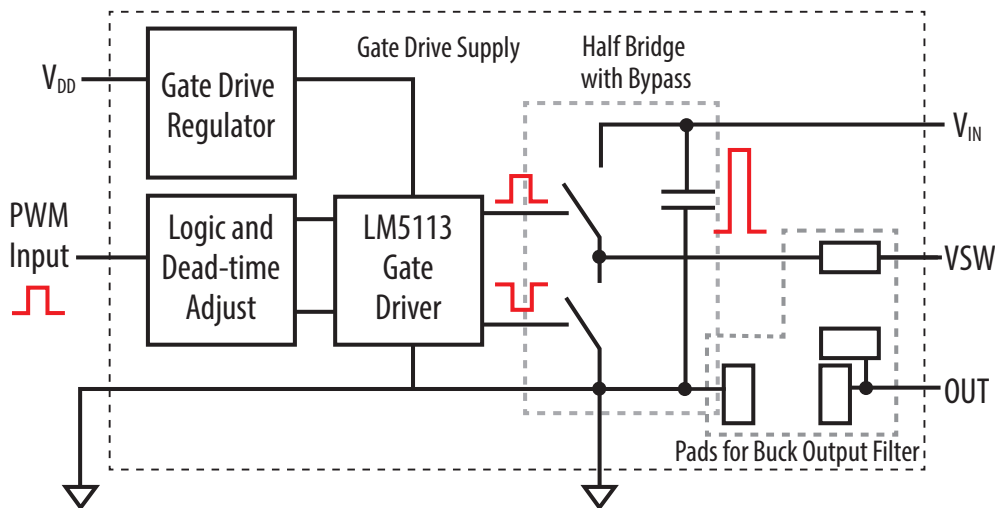 Gate Drive Supply
Half Bridge
with Bypass
V_DD
Gate Drive
Regulator
V_IN
PWM
Input
Logic and
Dead-time
Adjust
LM5113
Gate
Driver
VSW
OUT
Pads for Buck Output Filter